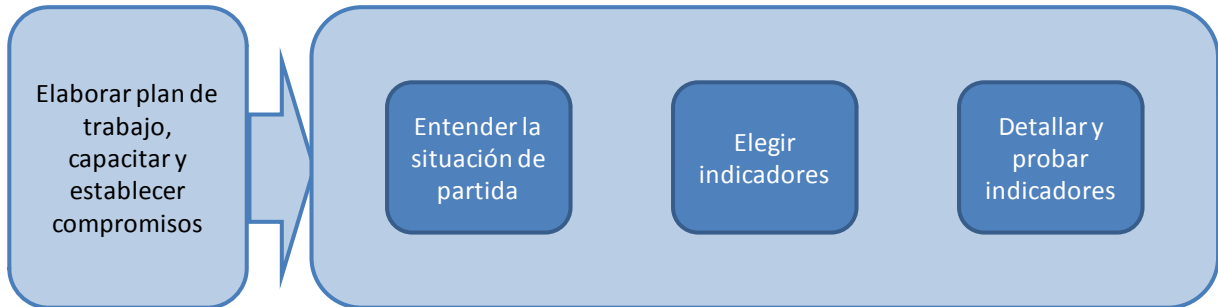 Elaborar plan de
trabajo,
capacitar y
establecer
compromisos
Entender la
situación de
partida
Elegir
indicadores
Detallar y
probar
indicadores